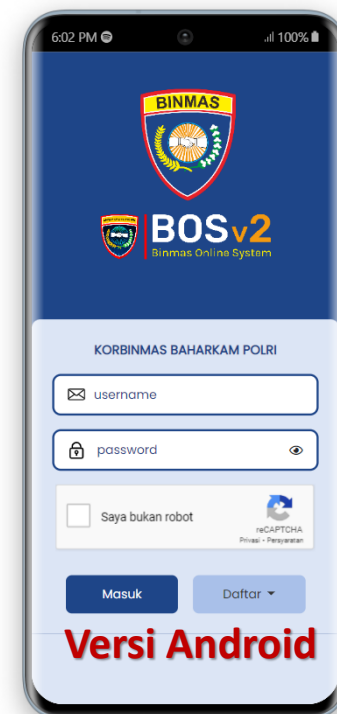 6:02 PM
100%
BINMAS
BOSv2
Binmas Online System
KORBINMAS BAHARKAM POLRI
username
password
Saya bukan robot
reCAPTCHA
Privasi - Persyaratan
Masuk
Daftar
Versi Android